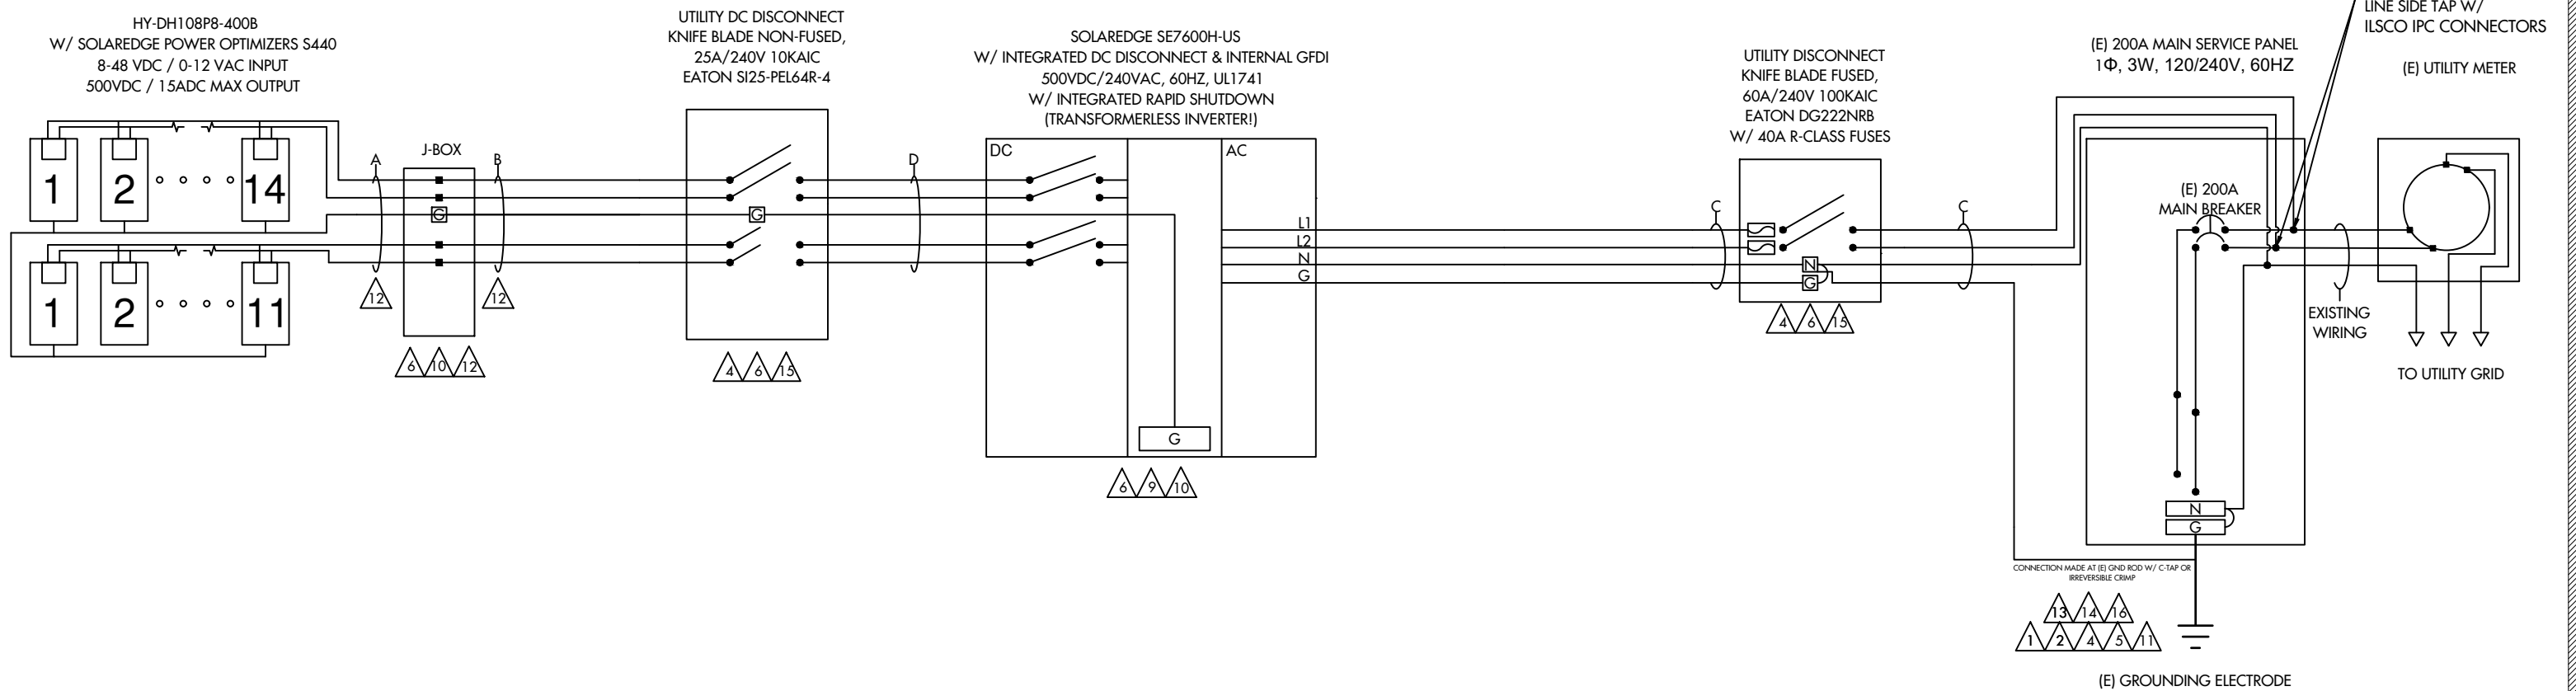 HY-DH108P8-400B
W/ SOLAREDGE POWER OPTIMIZERS S440
8-48 VDC / 0-12 VAC INPUT
500VDC / 15ADC MAX OUTPUT
1
2
14
1
2
11
A
12
J-BOX
G
6
10
12
B
12
UTILITY DC DISCONNECT
KNIFE BLADE NON-FUSED,
25A/240V 10KAIC
EATON SI25-PEL64R-4
G
4
6
15
D
SOLAREDGE SE7600H-US
W/ INTEGRATED DC DISCONNECT & INTERNAL GFDI
500VDC/240VAC, 60HZ, UL1741
W/ INTEGRATED RAPID SHUTDOWN
(TRANSFORMERLESS INVERTER!)
DC
AC
L1
L2
N
G
G
6
9
10
C
UTILITY DISCONNECT
KNIFE BLADE FUSED,
60A/240V 100KAIC
EATON DG222NRB
W/ 40A R-CLASS FUSES
N
G
4
6
15
C
(E) 200A MAIN SERVICE PANEL
1Φ, 3W, 120/240V, 60HZ
(E) 200A
MAIN BREAKER
N
G
LINE SIDE TAP W/
ILSCO IPC CONNECTORS
(E) UTILITY METER
EXISTING
WIRING
TO UTILITY GRID
CONNECTION MADE AT (E) GND ROD W/ C-TAP OR
IRREVERSIBLE CRIMP
13
14
16
1
2
4
5
11
(E) GROUNDING ELECTRODE